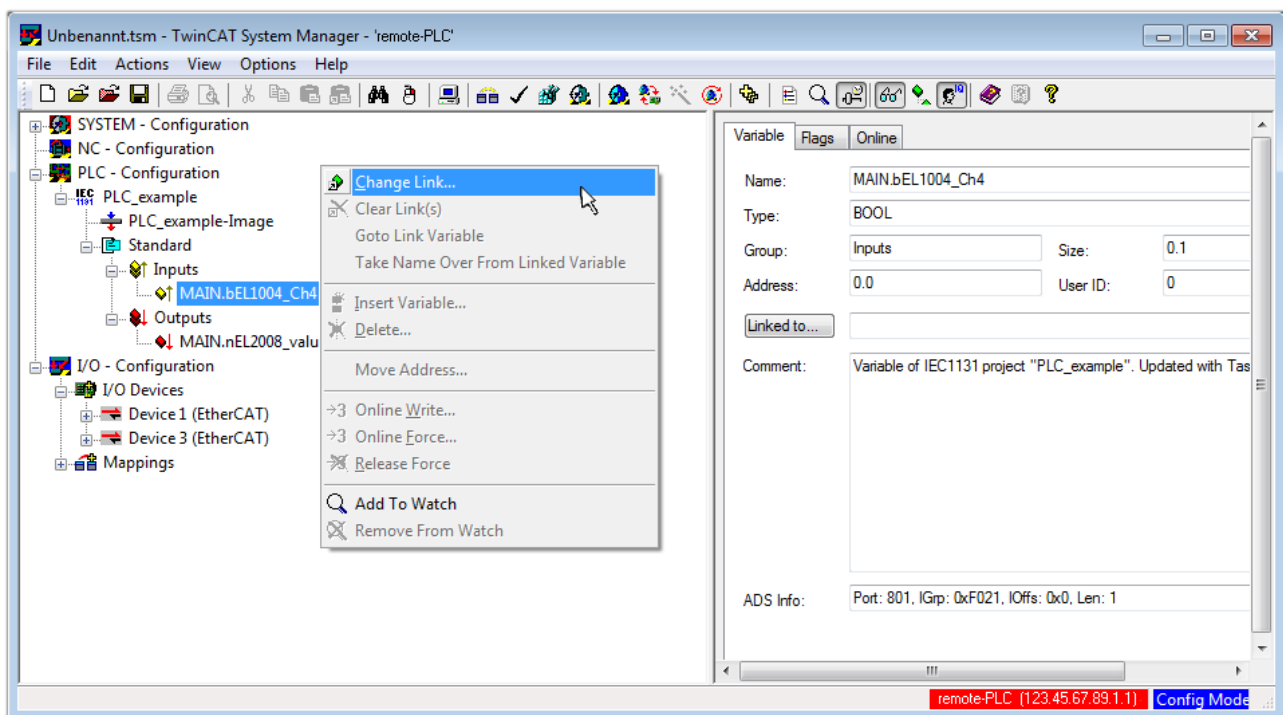 Unbenannt.tsm - TwinCAT System Manager - 'remote-PLC'
File Edit Actions View Options Help
SYSTEM - Configuration
NC - Configuration
PLC - Configuration
IEC 1131 PLC_example
PLC_example-Image
Standard
Inputs
MAIN.bEL1004_Ch4
Outputs
MAIN.nEL2008_valu
I/O - Configuration
I/O Devices
Device 1 (EtherCAT)
Device 3 (EtherCAT)
Mappings
Change Link...
Clear Link(s)
Goto Link Variable
Take Name Over From Linked Variable
Insert Variable...
Delete...
Move Address...
→3 Online Write...
→3 Online Force...
Release Force
Add To Watch
Remove From Watch
Variable Flags Online
Name: MAIN.bEL1004_Ch4
Type: BOOL
Group: Inputs Size: 0.1
Address: 0.0 User ID: 0
Linked to...
Comment: Variable of IEC1131 project "PLC_example". Updated with Tas
ADS Info: Port: 801, IGrp: 0xF021, IOffs: 0x0, Len: 1
remote-PLC (123.45.67.89.1.1) Config Mode